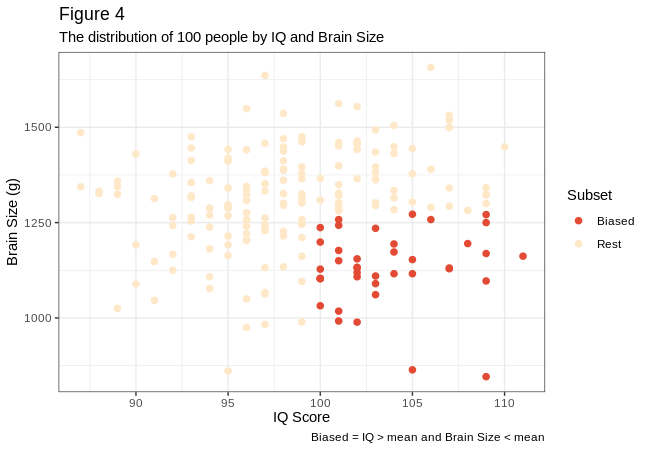 Figure 4
The distribution of 100 people by IQ and Brain Size
1500
1250
1000
Brain Size (g)
90 95 100 105 110
IQ Score
Subset
Biased
Rest
Biased = IQ > mean and Brain Size < mean